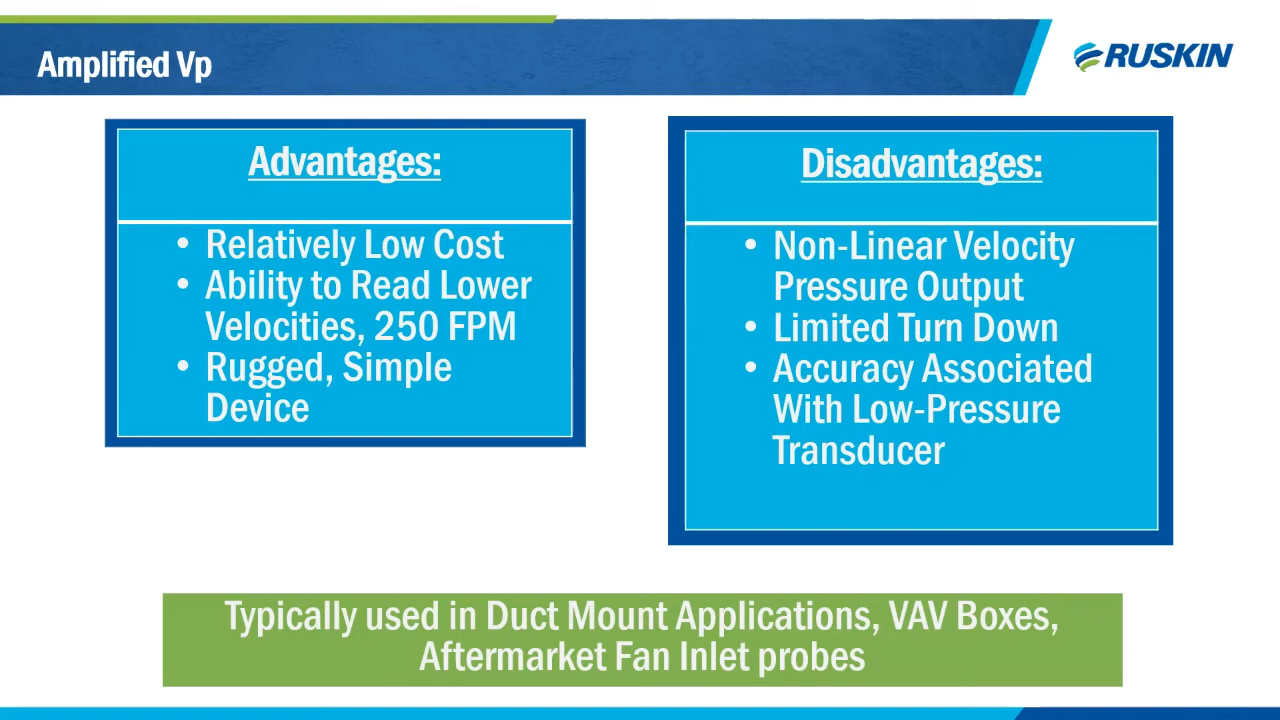 Amplified Vp
RUSKIN
Advantages:
• Relatively Low Cost
• Ability to Read Lower
Velocities, 250 FPM
• Rugged, Simple
Device
Disadvantages:
• Non-Linear Velocity
Pressure Output
• Limited Turn Down
• Accuracy Associated
With Low-Pressure
Transducer
Typically used in Duct Mount Applications, VAV Boxes,
Aftermarket Fan Inlet probes